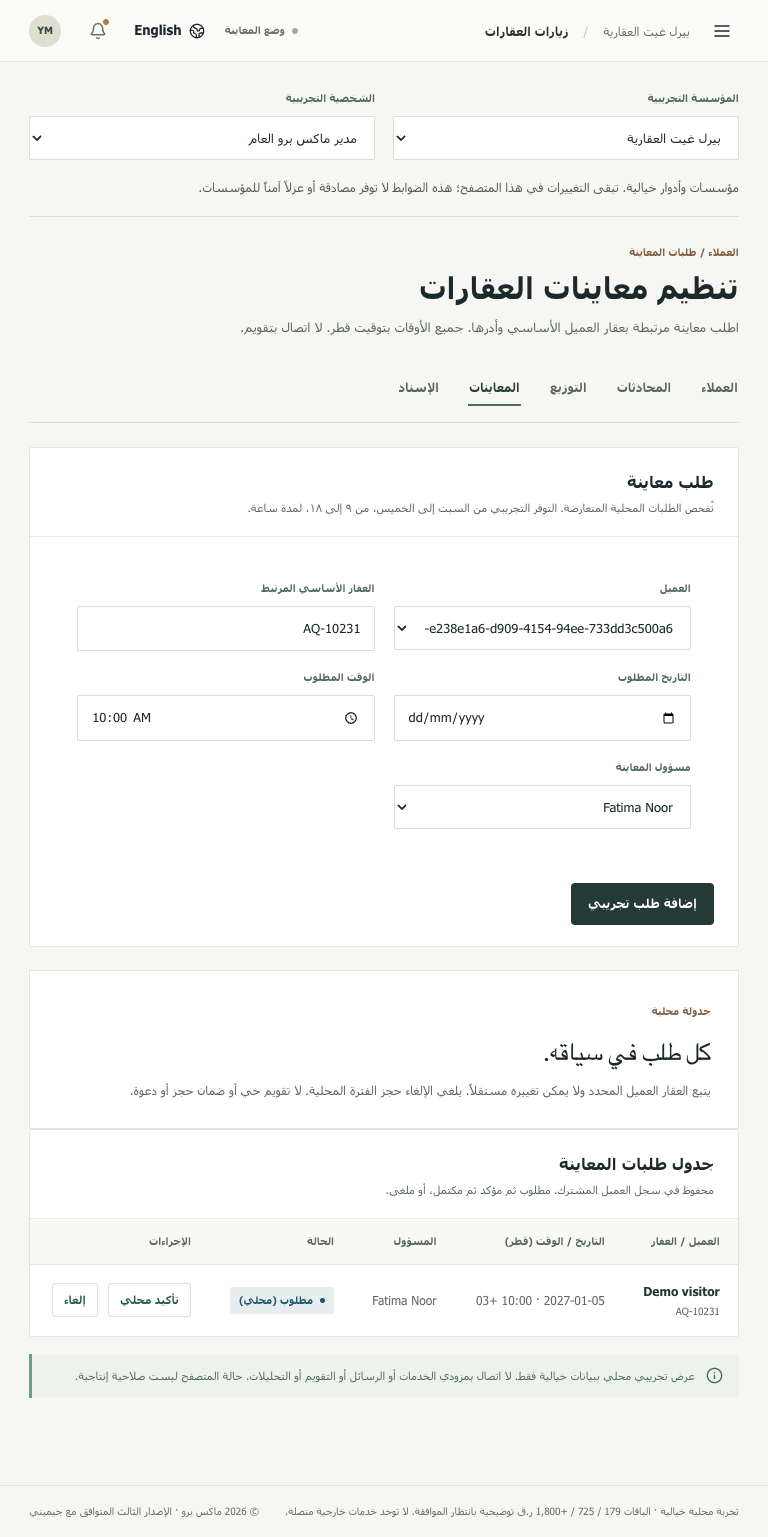 بيرل غيت العقارية / زيارات العقارات
وضع المعاينة
English
YM
المؤسسة التجريبية
بيرل غيت العقارية
الشخصية التجريبية
مدير ماكس برو العام
مؤسسات وأدوار خيالية. تبقى التغييرات في هذا المتصفح؛ هذه الضوابط لا توفر مصادقة أو عزلاً آمناً للمؤسسات.
العملاء / طلبات المعاينة
تنظيم معاينات العقارات
اطلب معاينة مرتبطة بعقار العميل الأساسي وأدرها. جميع الأوقات بتوقيت قطر. لا اتصال بتقويم.
العملاء
المحادثات
التوزيع
المعاينات
الإسناد
طلب معاينة
تُفحص الطلبات المحلية المتعارضة. التوفر التجريبي من السبت إلى الخميس، من ٩ إلى ١٨، لمدة ساعة.
العميل
e238e1a6-d909-4154-94ee-733dd3c500a6-
العقار الأساسي المرتبط
AQ-10231
التاريخ المطلوب
dd/mm/yyyy
الوقت المطلوب
10:00 AM
مسؤول المعاينة
Fatima Noor
إضافة طلب تجريبي
جدولة محلية
كل طلب في سياقه.
يتبع العقار العميل المحدد ولا يمكن تغييره مستقلاً. يلغي الإلغاء حجز الفترة المحلية. لا تقويم حي أو ضمان حجز أو دعوة.
جدول طلبات المعاينة
محفوظ في سجل العميل المشترك. مطلوب ثم مؤكد ثم مكتمل، أو ملغى.
العميل / العقار
التاريخ / الوقت (قطر)
المسؤول
الحالة
الإجراءات
Demo visitor
AQ-10231
2027-01-05 · 10:00 +03
Fatima Noor
مطلوب (محلي)
تأكيد محلي
إلغاء
عرض تجريبي محلي ببيانات خيالية فقط. لا اتصال بمزودي الخدمات أو الرسائل أو التقويم أو التحليلات. حالة المتصفح ليست صلاحية إنتاجية.
تجربة محلية خيالية · الباقات 179 / 725 / +1,800 ر.ق توضيحية بانتظار الموافقة. لا توجد خدمات خارجية متصلة.
© 2026 ماكس برو · الإصدار الثالث المتوافق مع جيميني